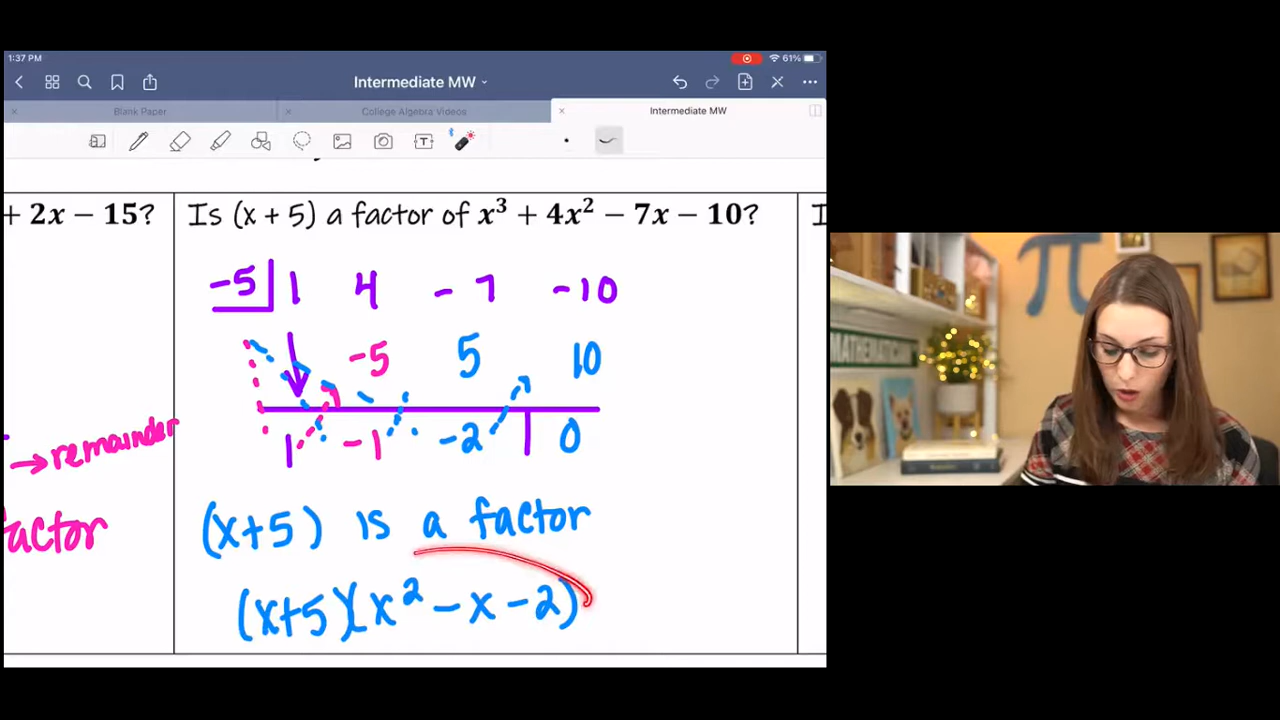 1:37 PM
61%
Intermediate MW
Blank Paper
College Algebra Videos
Intermediate MW
+ 2x − 15?
Is (x + 5) a factor of x³ + 4x² − 7x − 10?
-5 1 4 -7 -10
-5 5 10
1 -1 -2 0
→ remainder
(x+5) is a factor
actor
(x+5)(x² - x - 2)
MATHEMATICIAN
π